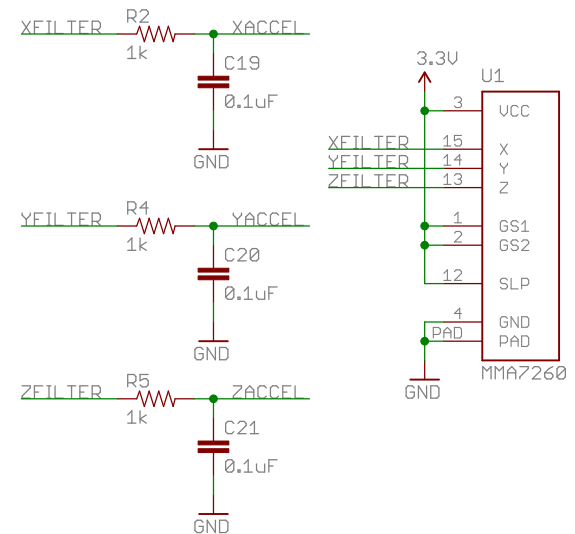 XFILTER R2 XACCEL
1k
C19
0.1uF
GND
YFILTER R4 YACCEL
1k
C20
0.1uF
GND
ZFILTER R5 ZACCEL
1k
C21
0.1uF
GND
3.3V
U1
3 VCC
XFILTER 15 X
YFILTER 14 Y
ZFILTER 13 Z
1 GS1
2 GS2
12 SLP
4 GND
PAD PAD
GND
MMA7260